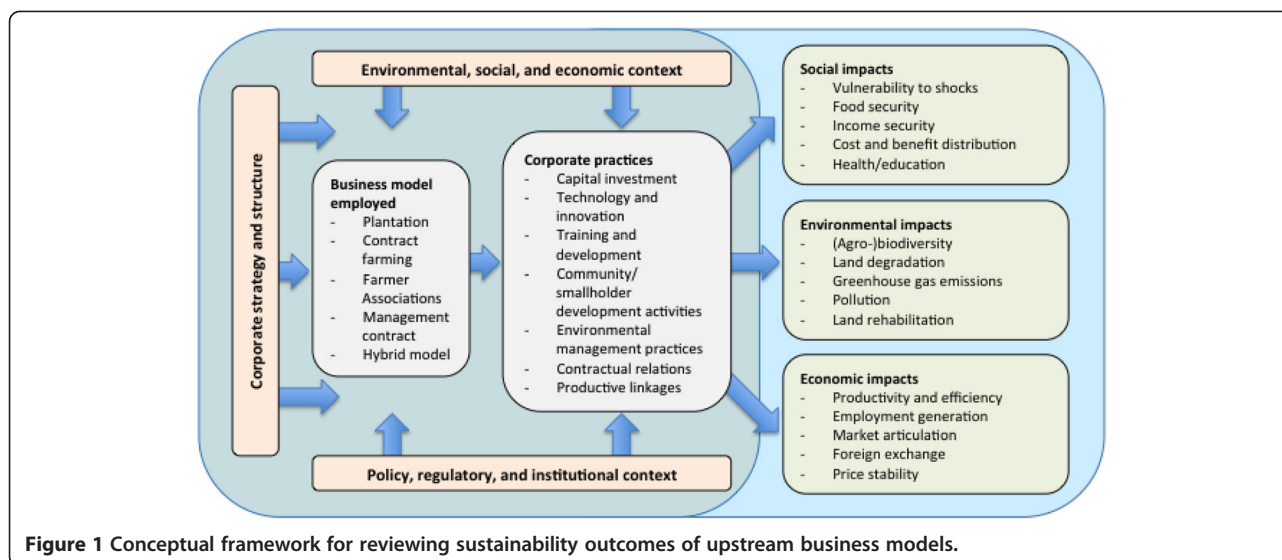 Environmental, social, and economic context
Corporate strategy and structure
Business model
employed
- Plantation
- Contract
farming
- Farmer
Associations
- Management
contract
- Hybrid model
Corporate practices
- Capital investment
- Technology and
innovation
- Training and
development
- Community/
smallholder
development activities
- Environmental
management practices
- Contractual relations
- Productive linkages
Policy, regulatory, and institutional context
Social impacts
- Vulnerability to shocks
- Food security
- Income security
- Cost and benefit distribution
- Health/education
Environmental impacts
- (Agro-)biodiversity
- Land degradation
- Greenhouse gas emissions
- Pollution
- Land rehabilitation
Economic impacts
- Productivity and efficiency
- Employment generation
- Market articulation
- Foreign exchange
- Price stability
Figure 1 Conceptual framework for reviewing sustainability outcomes of upstream business models.